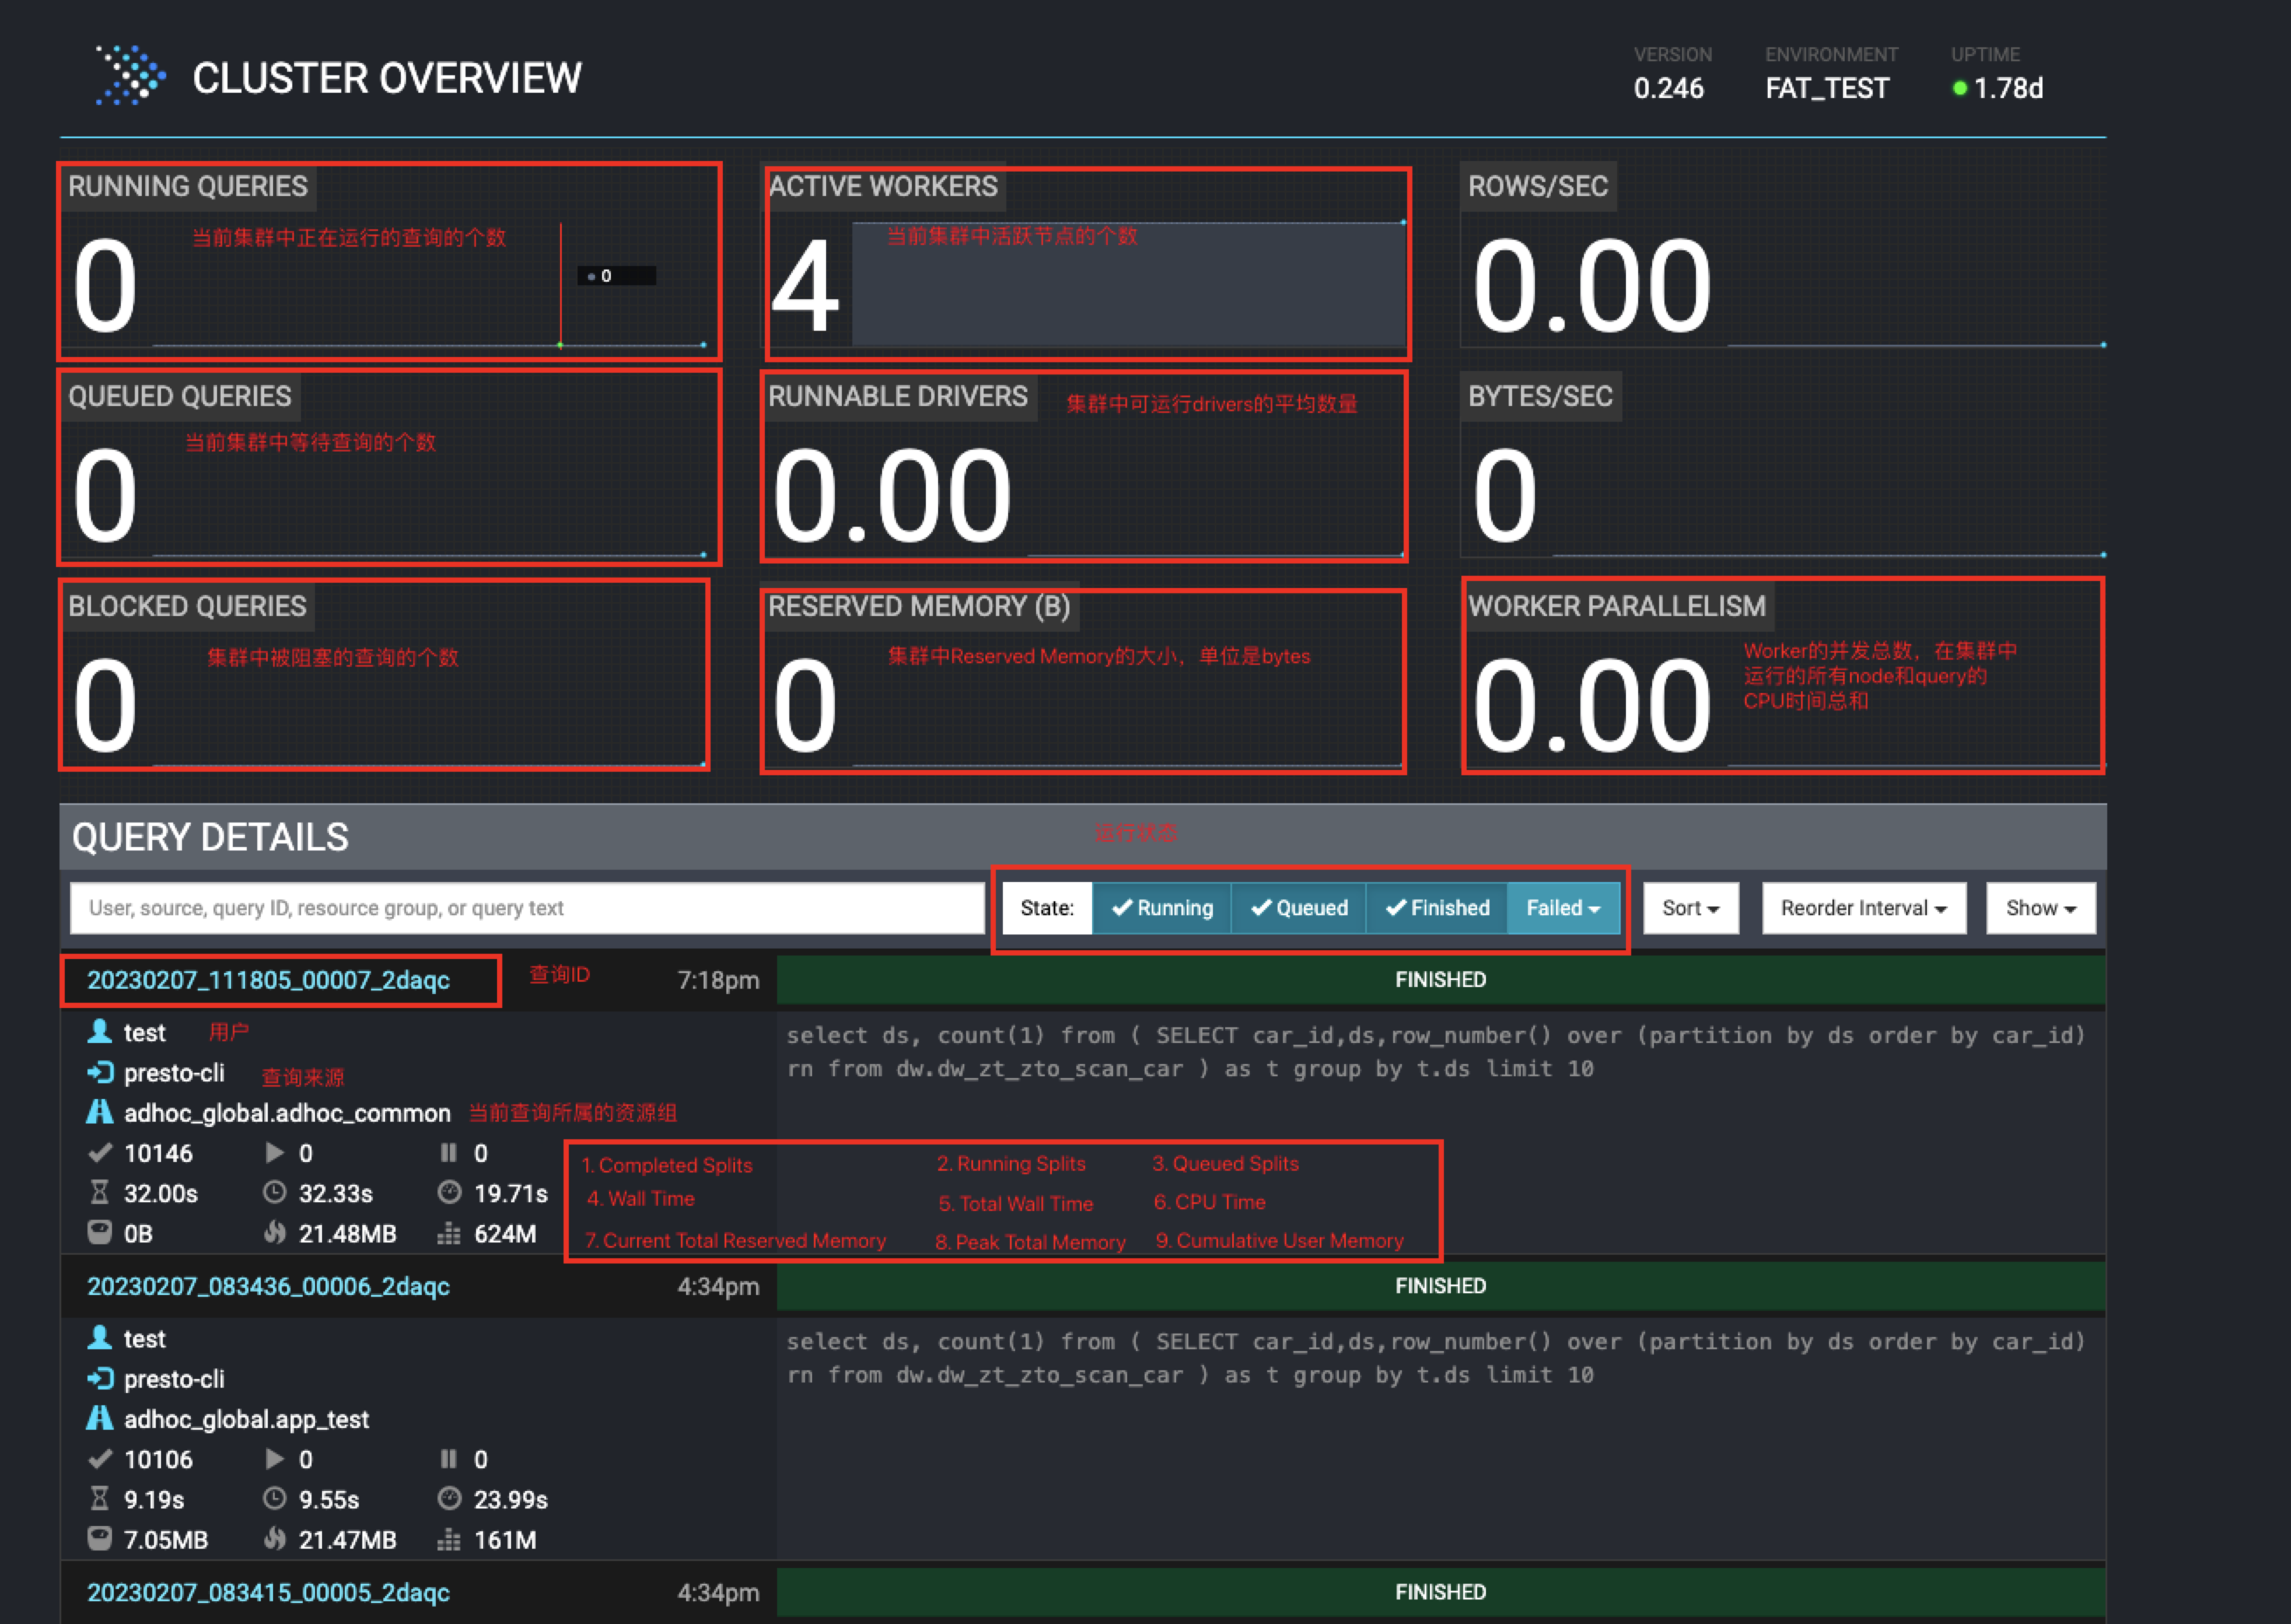 CLUSTER OVERVIEW
VERSION
0.246
ENVIRONMENT
FAT_TEST
UPTIME
1.78d
RUNNING QUERIES
当前集群中正在运行的查询的个数
0
0
ACTIVE WORKERS
当前集群中活跃节点的个数
4
ROWS/SEC
0.00
QUEUED QUERIES
当前集群中等待查询的个数
0
RUNNABLE DRIVERS
集群中可运行drivers的平均数量
0.00
BYTES/SEC
0
BLOCKED QUERIES
集群中被阻塞的查询的个数
0
RESERVED MEMORY (B)
集群中Reserved Memory的大小，单位是bytes
0
WORKER PARALLELISM
Worker的并发总数，在集群中
运行的所有node和query的
CPU时间总和
0.00
QUERY DETAILS
运行状态
User, source, query ID, resource group, or query text
State:
Running
Queued
Finished
Failed
Sort
Reorder Interval
Show
20230207_111805_00007_2daqc
查询ID
7:18pm
FINISHED
test
用户
presto-cli
查询来源
adhoc_global.adhoc_common
当前查询所属的资源组
10146 0 0
32.00s 32.33s 19.71s
0B 21.48MB 624M
select ds, count(1) from ( SELECT car_id,ds,row_number() over (partition by ds order by car_id)
rn from dw.dw_zt_zto_scan_car ) as t group by t.ds limit 10
1. Completed Splits 2. Running Splits 3. Queued Splits
4. Wall Time 5. Total Wall Time 6. CPU Time
7. Current Total Reserved Memory 8. Peak Total Memory 9. Cumulative User Memory
20230207_083436_00006_2daqc
4:34pm
FINISHED
test
presto-cli
adhoc_global.app_test
10106 0 0
9.19s 9.55s 23.99s
7.05MB 21.47MB 161M
select ds, count(1) from ( SELECT car_id,ds,row_number() over (partition by ds order by car_id)
rn from dw.dw_zt_zto_scan_car ) as t group by t.ds limit 10
20230207_083415_00005_2daqc
4:34pm
FINISHED